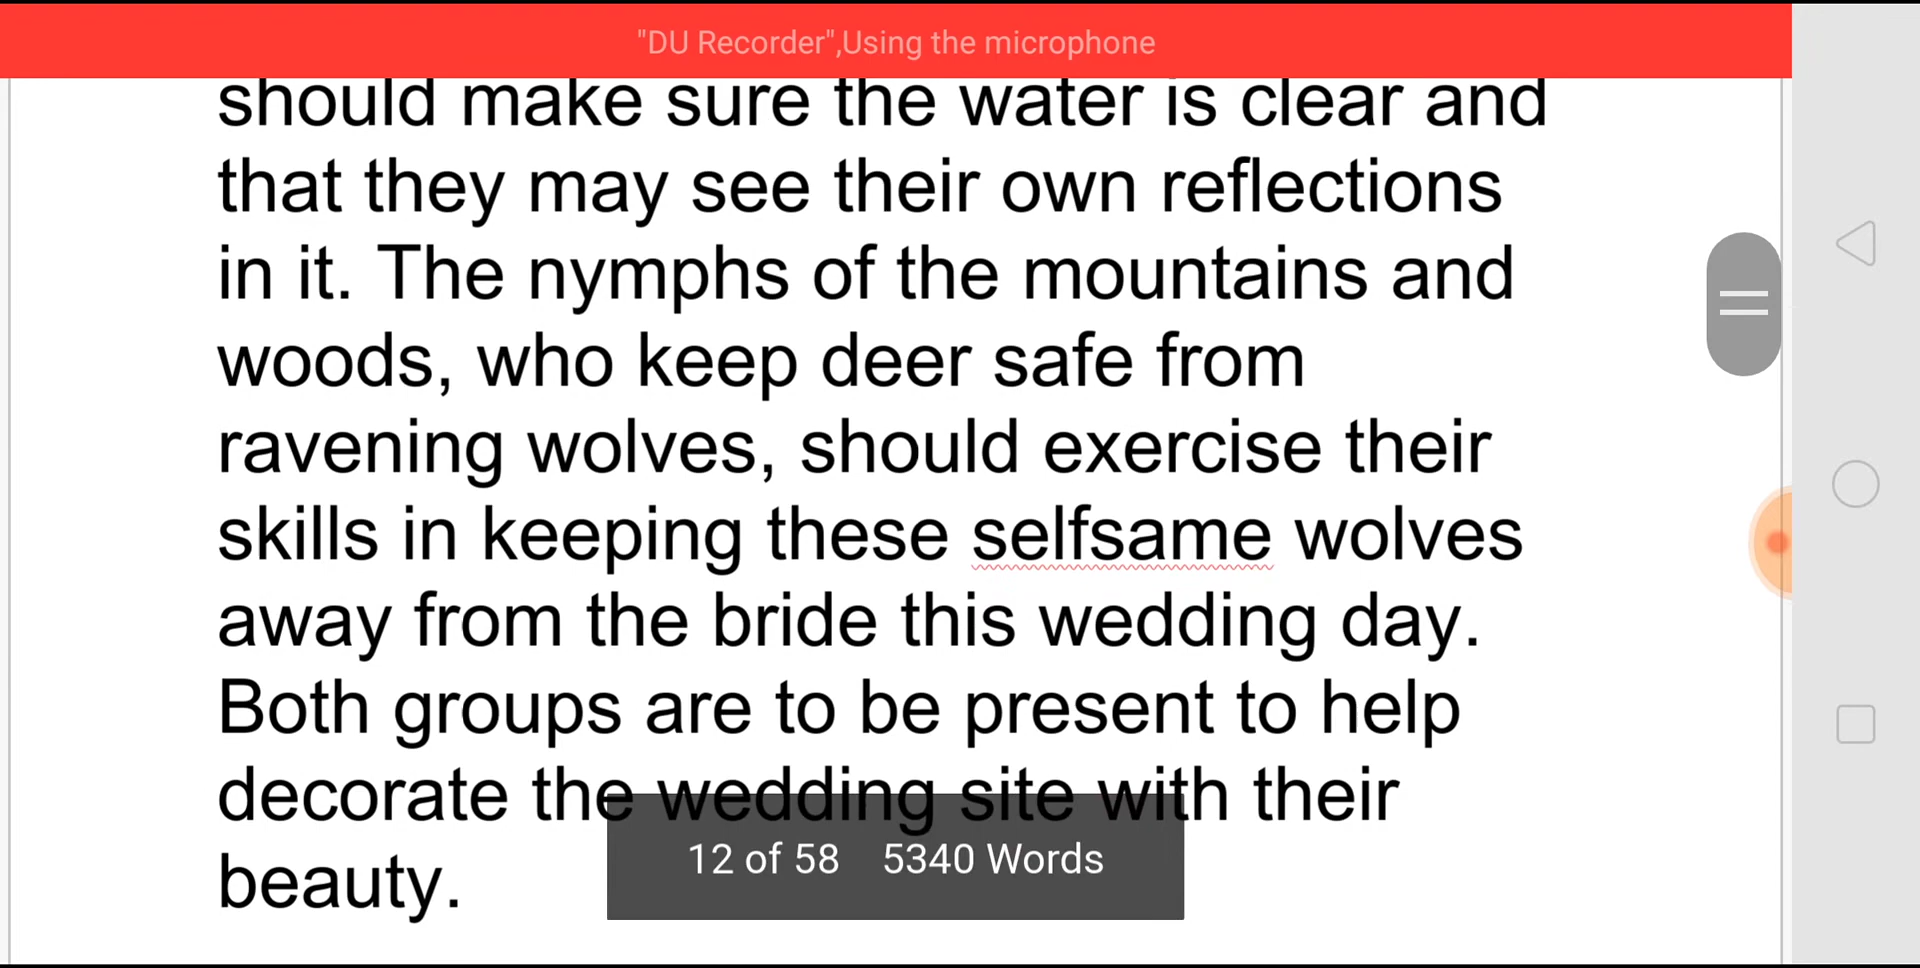 "DU Recorder",Using the microphone
should make sure the water is clear and
that they may see their own reflections
in it. The nymphs of the mountains and
woods, who keep deer safe from
ravening wolves, should exercise their
skills in keeping these selfsame wolves
away from the bride this wedding day.
Both groups are to be present to help
decorate the wedding site with their
beauty.
12 of 58 5340 Words